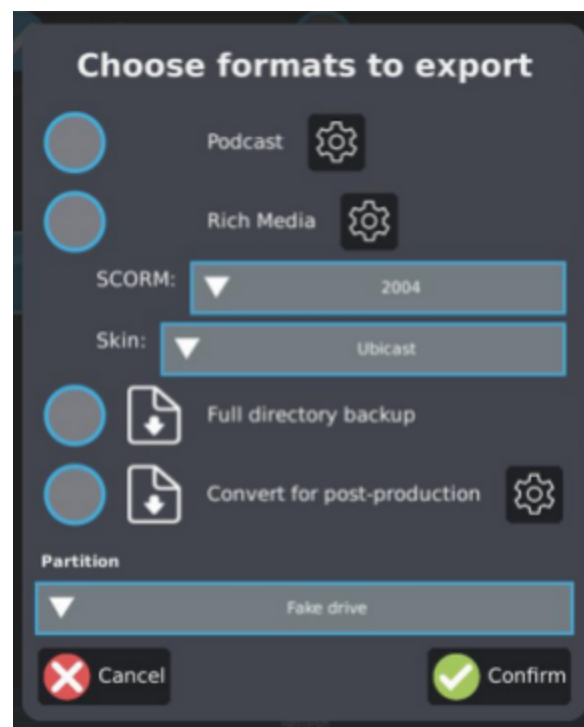 Choose formats to export
Podcast
Rich Media
SCORM: 2004
Skin: Ubicast
Full directory backup
Convert for post-production
Partition
Fake drive
Cancel Confirm